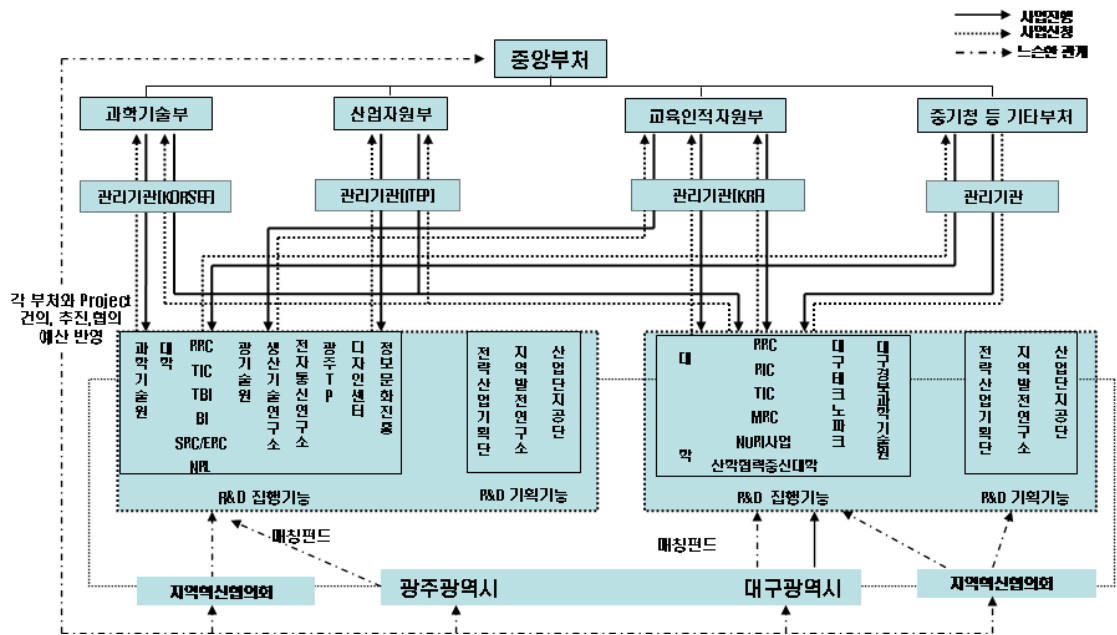 사업진행
사업신청
느슨한 관계
중앙부처
과학기술부
산업자원부
교육인적자원부
중기청 등 기타부처
관리기관(KORSEF)
관리기관(ITEP)
관리기관(KRF)
관리기관
각 부처와 Project
건의, 추진,협의
예산 반영
과학기술원
대학
RRC
TIC
TBI
BI
SRC/ERC
NRL
광기술원
생산기술연구소
전자통신연구소
광주TP
디자인센터
정보문화진흥
전략산업기획단
지역발전연구소
산업단지공단
R&D 집행기능
R&D 기획기능
대학
RRC
RIC
TIC
MRC
NURI사업
산학협력중심대학
대구테크노파크
대구경북과학기술원
전략산업기획단
지역발전연구소
산업단지공단
R&D 집행기능
R&D 기획기능
매칭펀드
매칭펀드
지역혁신협의회
광주광역시
대구광역시
지역혁신협의회